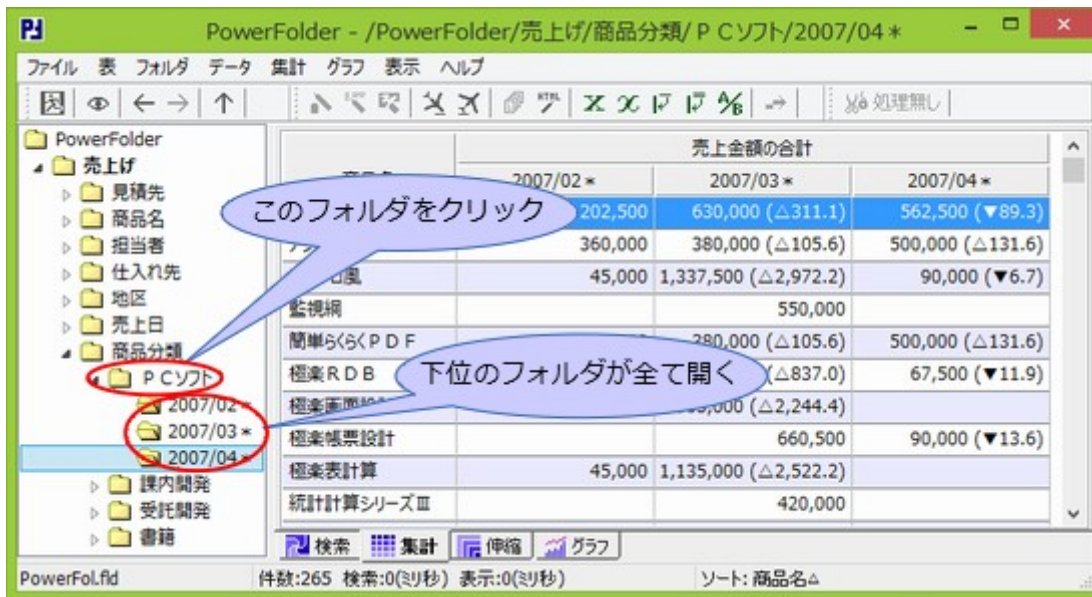 PowerFolder - /PowerFolder/売上げ/商品分類/ＰＣソフト/2007/04*
ファイル 表 フォルダ データ 集計 グラフ 表示 ヘルプ
処理無し
PowerFolder
売上げ
見積先
商品名
担当者
仕入れ先
地区
売上日
商品分類
ＰＣソフト
2007/02*
2007/03*
2007/04*
課内開発
受託開発
書籍
このフォルダをクリック
下位のフォルダが全て開く
売上金額の合計
2007/02* 2007/03* 2007/04*
202,500 630,000 (△311.1) 562,500 (▼89.3)
360,000 380,000 (△105.6) 500,000 (△131.6)
45,000 1,337,500 (△2,972.2) 90,000 (▼6.7)
監視網 550,000
簡単らくらくＰＤＦ 380,000 (△105.6) 500,000 (△131.6)
極楽ＲＤＢ (△837.0) 67,500 (▼11.9)
(△2,244.4)
極楽帳票設計 660,500 90,000 (▼13.6)
極楽表計算 45,000 1,135,000 (△2,522.2)
統計計算シリーズⅢ 420,000
検索 集計 伸縮 グラフ
PowerFol.fld 件数:265 検索:0(ミリ秒) 表示:0(ミリ秒) ソート: 商品名△